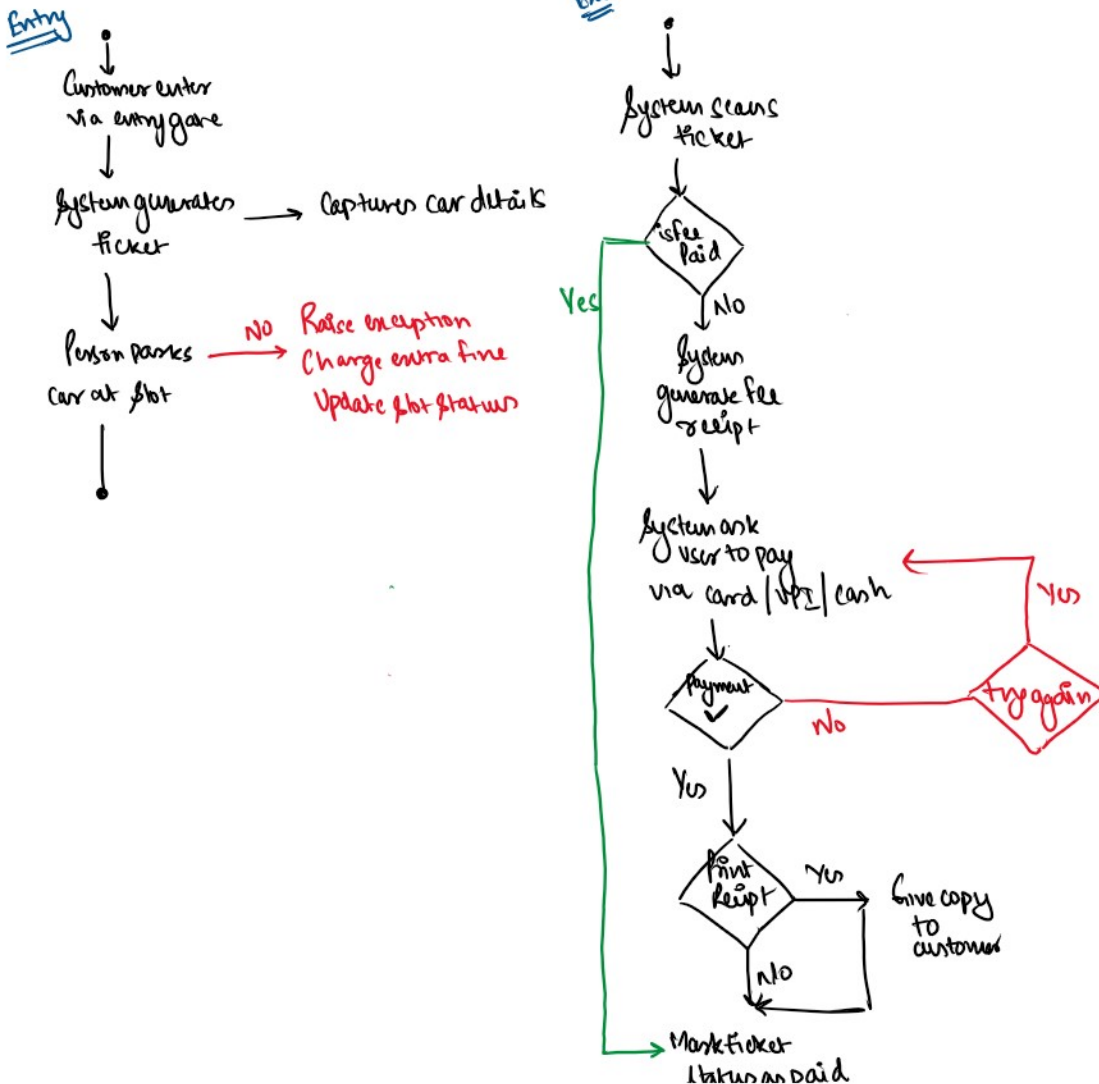 Entry
Customer enter
via entry gate
System generates
ticket
Captures car details
Person parks
car at slot
NO
Raise exception
Charge extra fine
Update slot status
System scans
ticket
is fee
Paid
Yes
NO
System
generate fee
receipt
System ask
user to pay
via card/UPI/cash
Payment
No
try again
Yes
Yes
Print
Reipt
Yes
Give copy
to
customer
No
Mark ticket
status as paid